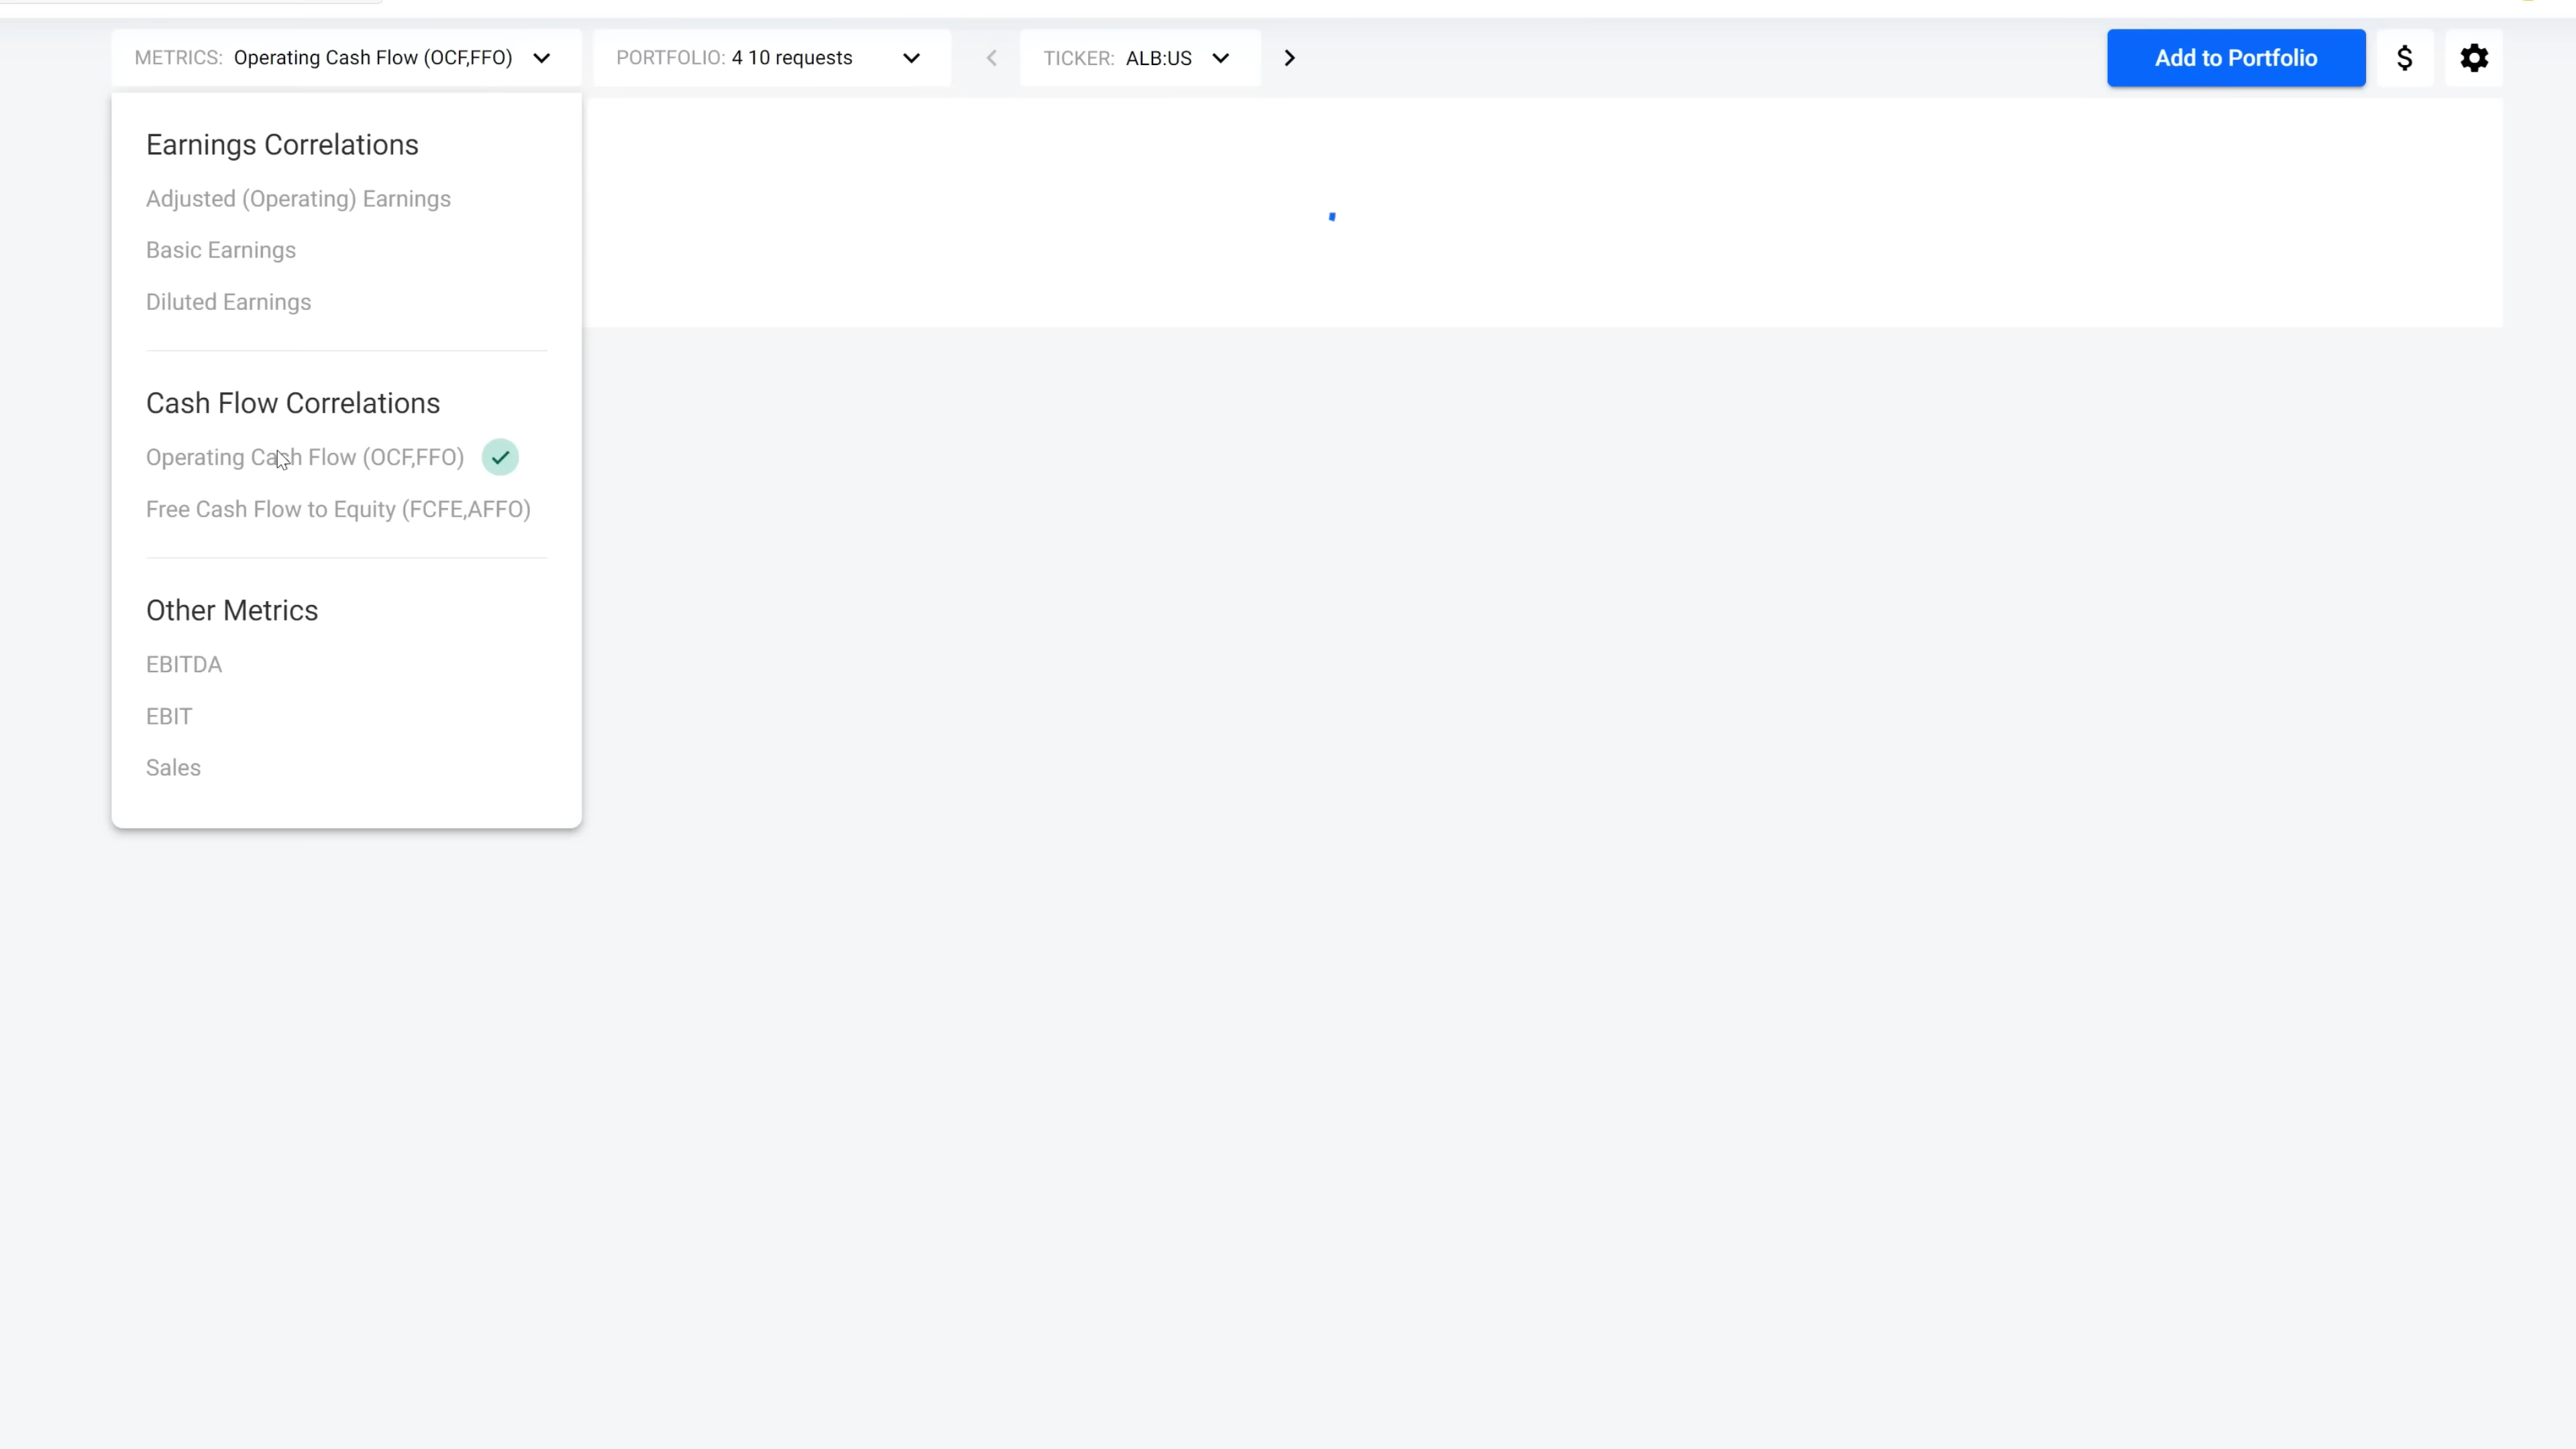 METRICS: Operating Cash Flow (OCF,FFO)
PORTFOLIO: 4 10 requests
TICKER: ALB:US
Add to Portfolio
$
Earnings Correlations
Adjusted (Operating) Earnings
Basic Earnings
Diluted Earnings
Cash Flow Correlations
Operating Cash Flow (OCF,FFO)
Free Cash Flow to Equity (FCFE,AFFO)
Other Metrics
EBITDA
EBIT
Sales